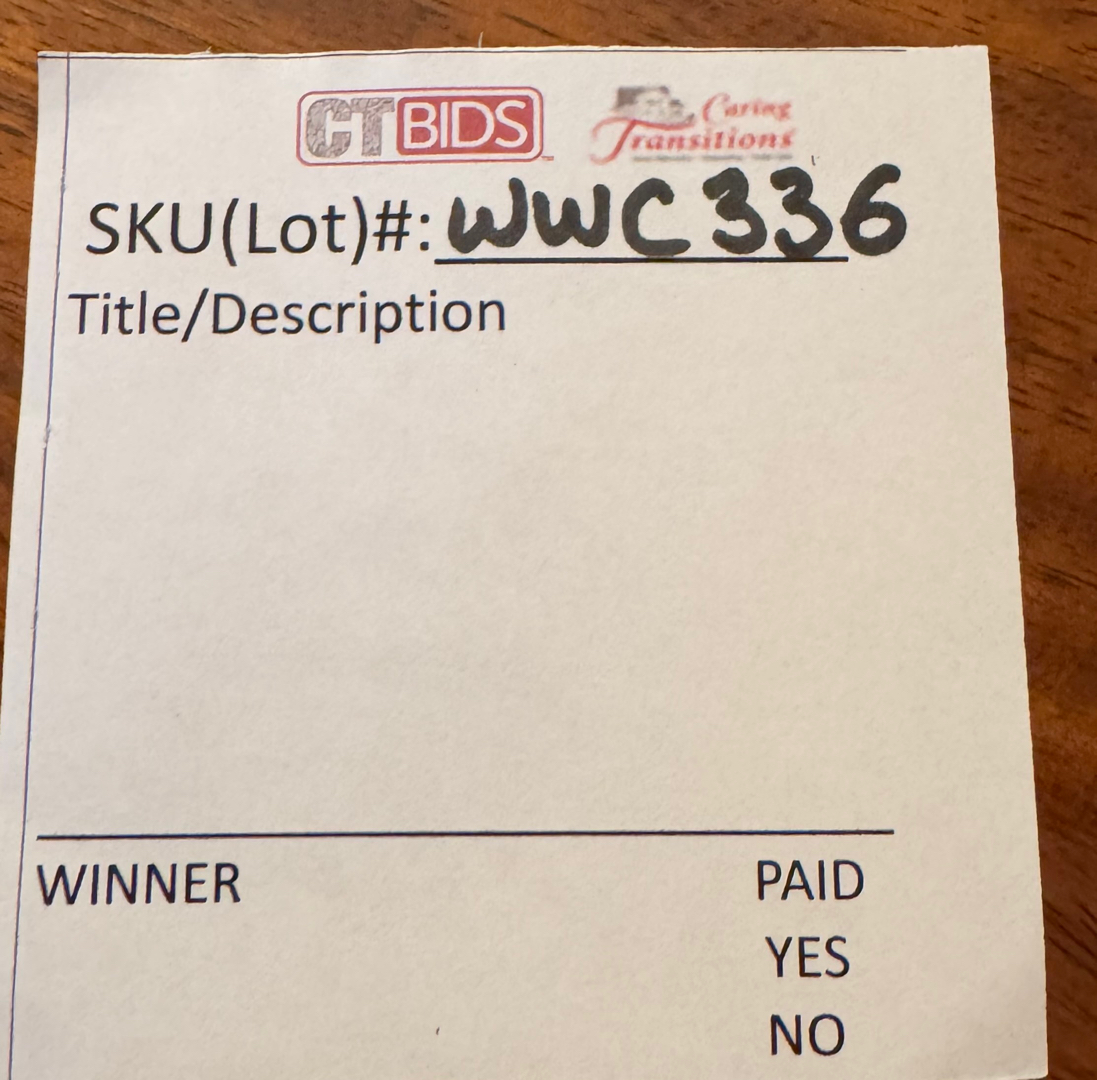 CTBIDS
Caring
Transitions
SKU(Lot)#: WWC336
Title/Description
WINNER PAID
YES
NO